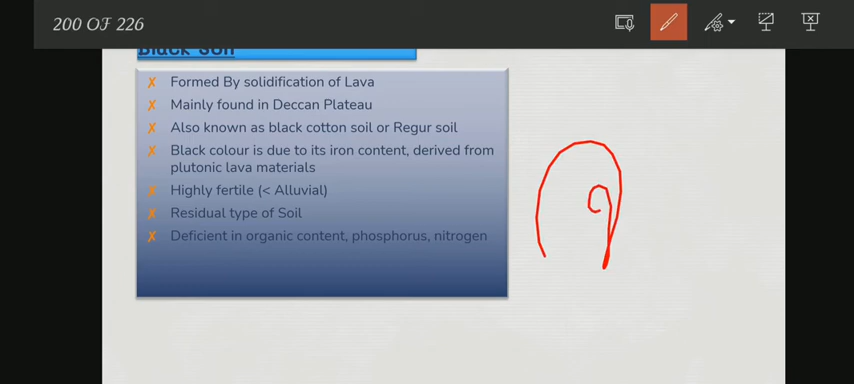 200 OF 226
Black Soil
✗ Formed By solidification of Lava
✗ Mainly found in Deccan Plateau
✗ Also known as black cotton soil or Regur soil
✗ Black colour is due to its iron content, derived from
plutonic lava materials
✗ Highly fertile (< Alluvial)
✗ Residual type of Soil
✗ Deficient in organic content, phosphorus, nitrogen